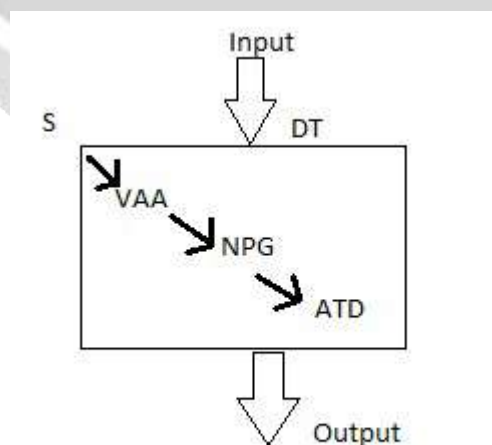 Input
S
DT
VAA
NPG
ATD
Output